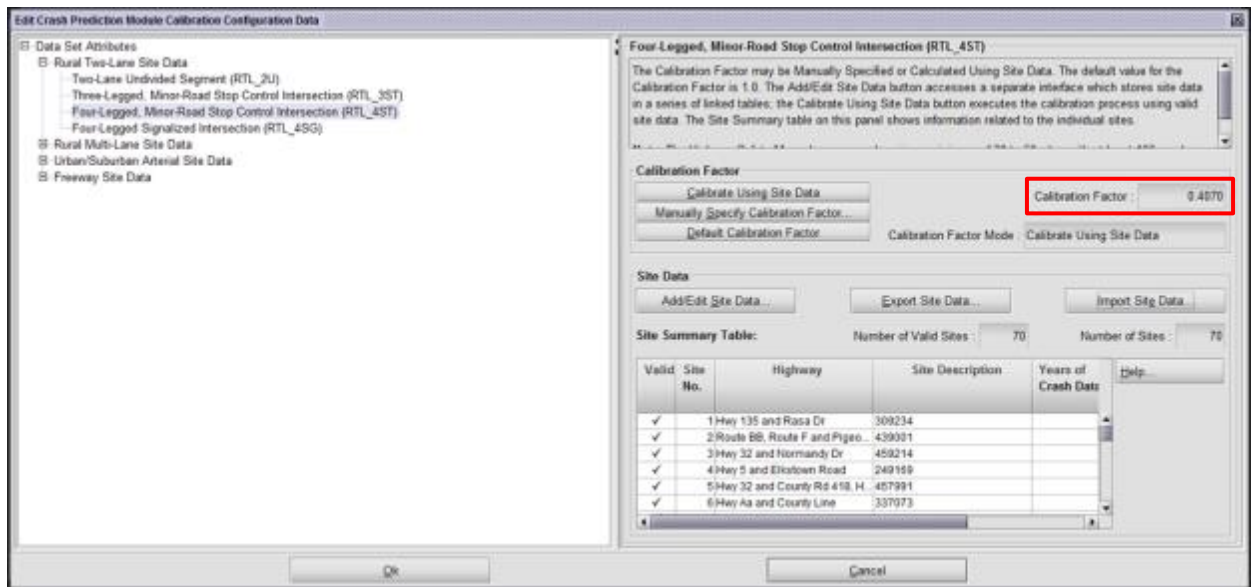 Edit Crash Prediction Module Calibration Configuration Data
Data Set Attributes
Rural Two-Lane Site Data
Two-Lane Undivided Segment (RTL_2U)
Three-Legged, Minor-Road Stop Control Intersection (RTL_3ST)
Four-Legged, Minor-Road Stop Control Intersection (RTL_4ST)
Four-Legged Signalized Intersection (RTL_4SG)
Rural Multi-Lane Site Data
Urban/Suburban Arterial Site Data
Freeway Site Data
Four-Legged, Minor-Road Stop Control Intersection (RTL_4ST)
The Calibration Factor may be Manually Specified or Calculated Using Site Data. The default value for the
Calibration Factor is 1.0. The Add/Edit Site Data button accesses a separate interface which stores site data
in a series of linked tables; the Calibrate Using Site Data button executes the calibration process using valid
site data. The Site Summary table on this panel shows information related to the individual sites.
Calibration Factor
Calibrate Using Site Data
Calibration Factor : 0.4070
Manually Specify Calibration Factor...
Default Calibration Factor
Calibration Factor Mode : Calibrate Using Site Data
Site Data
Add/Edit Site Data... Export Site Data... Import Site Data...
Site Summary Table: Number of Valid Sites : 70 Number of Sites : 70
Valid Site No. Highway Site Description Years of Crash Data Help...
✓ 1 Hwy 135 and Rasa Dr 309234
✓ 2 Route BB, Route F and Pigeo... 439001
✓ 3 Hwy 32 and Normandy Dr 459214
✓ 4 Hwy 5 and Elkstown Road 249169
✓ 5 Hwy 32 and County Rd 418, H... 457991
✓ 6 Hwy Aa and County Line 337073
Ok Cancel